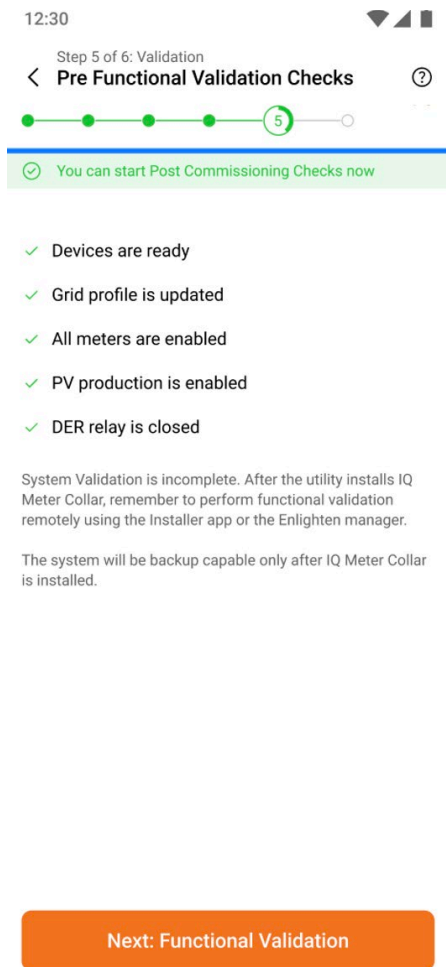 12:30
Step 5 of 6: Validation
Pre Functional Validation Checks
5
You can start Post Commissioning Checks now
Devices are ready
Grid profile is updated
All meters are enabled
PV production is enabled
DER relay is closed
System Validation is incomplete. After the utility installs IQ
Meter Collar, remember to perform functional validation
remotely using the Installer app or the Enlighten manager.
The system will be backup capable only after IQ Meter Collar
is installed.
Next: Functional Validation